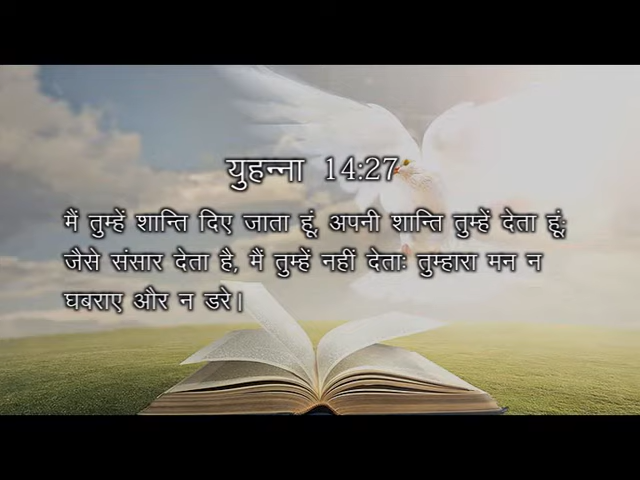 युहन्ना 14:27
मैं तुम्हें शान्ति दिए जाता हूं, अपनी शान्ति तुम्हें देता हूं;
जैसे संसार देता है, मैं तुम्हें नहीं देताः तुम्हारा मन न
घबराए और न डरे।